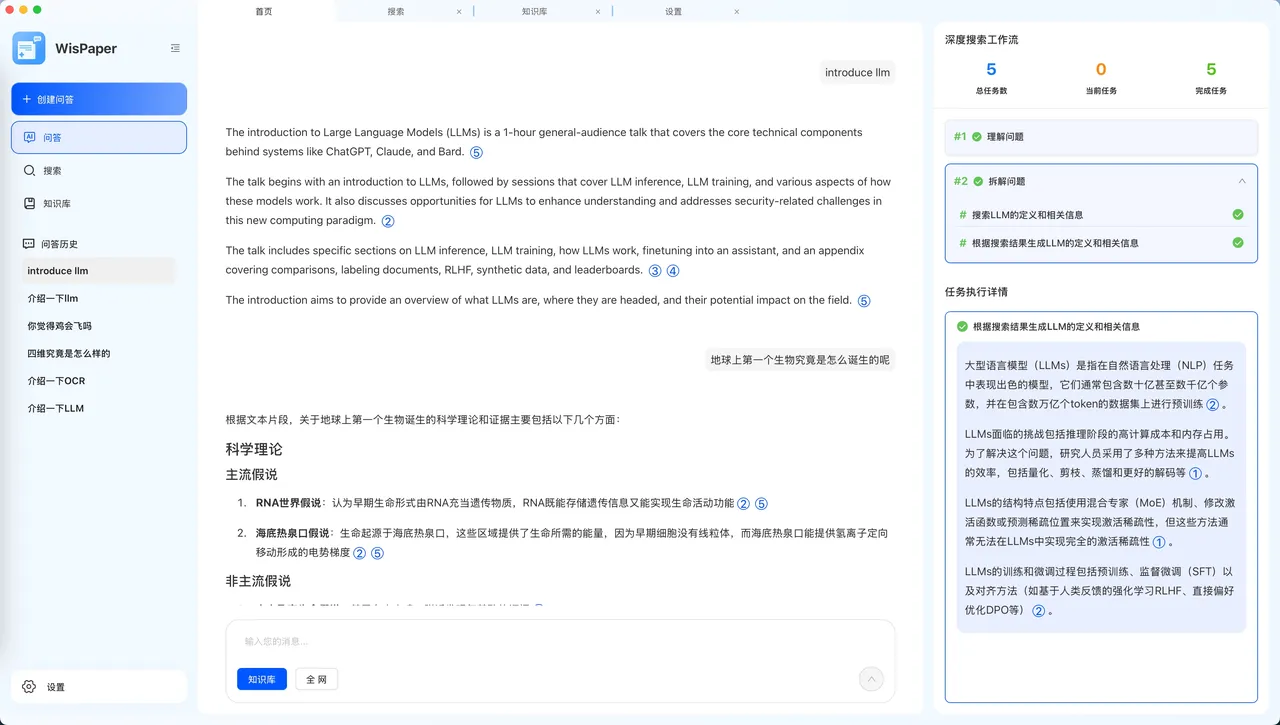 首页
搜索
知识库
设置
WisPaper
创建问答
问答
搜索
知识库
问答历史
introduce llm
介绍一下llm
你觉得鸡会飞吗
四维究竟是怎么样的
介绍一下OCR
介绍一下LLM
设置
introduce llm
The introduction to Large Language Models (LLMs) is a 1-hour general-audience talk that covers the core technical components
behind systems like ChatGPT, Claude, and Bard. ⑤
The talk begins with an introduction to LLMs, followed by sessions that cover LLM inference, LLM training, and various aspects of how
these models work. It also discusses opportunities for LLMs to enhance understanding and addresses security-related challenges in
this new computing paradigm. ②
The talk includes specific sections on LLM inference, LLM training, how LLMs work, finetuning into an assistant, and an appendix
covering comparisons, labeling documents, RLHF, synthetic data, and leaderboards. ③ ④
The introduction aims to provide an overview of what LLMs are, where they are headed, and their potential impact on the field. ⑤
地球上第一个生物究竟是怎么诞生的呢
根据文本片段，关于地球上第一个生物诞生的科学理论和证据主要包括以下几个方面：
科学理论
主流假说
1. RNA世界假说：认为早期生命形式由RNA充当遗传物质，RNA既能存储遗传信息又能实现生命活动功能 ② ⑤
2. 海底热泉口假说：生命起源于海底热泉口，这些区域提供了生命所需的能量，因为早期细胞没有线粒体，而海底热泉能提供氢离子定向
移动形成的电势梯度 ② ⑤
非主流假说
输入您的消息...
知识库
全网
深度搜索工作流
5
0
5
总任务数
当前任务
完成任务
#1 理解问题
#2 拆解问题
# 搜索LLM的定义和相关信息
# 根据搜索结果生成LLM的定义和相关信息
任务执行详情
根据搜索结果生成LLM的定义和相关信息
大型语言模型（LLMs）是指在自然语言处理（NLP）任务
中表现出色的模型，它们通常包含数十亿甚至数千亿个参
数，并在包含数万亿个token的数据集上进行预训练 ② 。
LLMs面临的挑战包括推理阶段的高计算成本和内存占用。
为了解决这个问题，研究人员采用了多种方法来提高LLMs
的效率，包括量化、剪枝、蒸馏和更好的解码等 ① 。
LLMs的结构特点包括使用混合专家（MoE）机制、修改激
活函数或预测稀疏位置来实现激活稀疏性，但这些方法通
常无法在LLMs中实现完全的激活稀疏性 ① 。
LLMs的训练和微调过程包括预训练、监督微调（SFT）以
及对齐方法（如基于人类反馈的强化学习RLHF、直接偏好
优化DPO等） ② 。